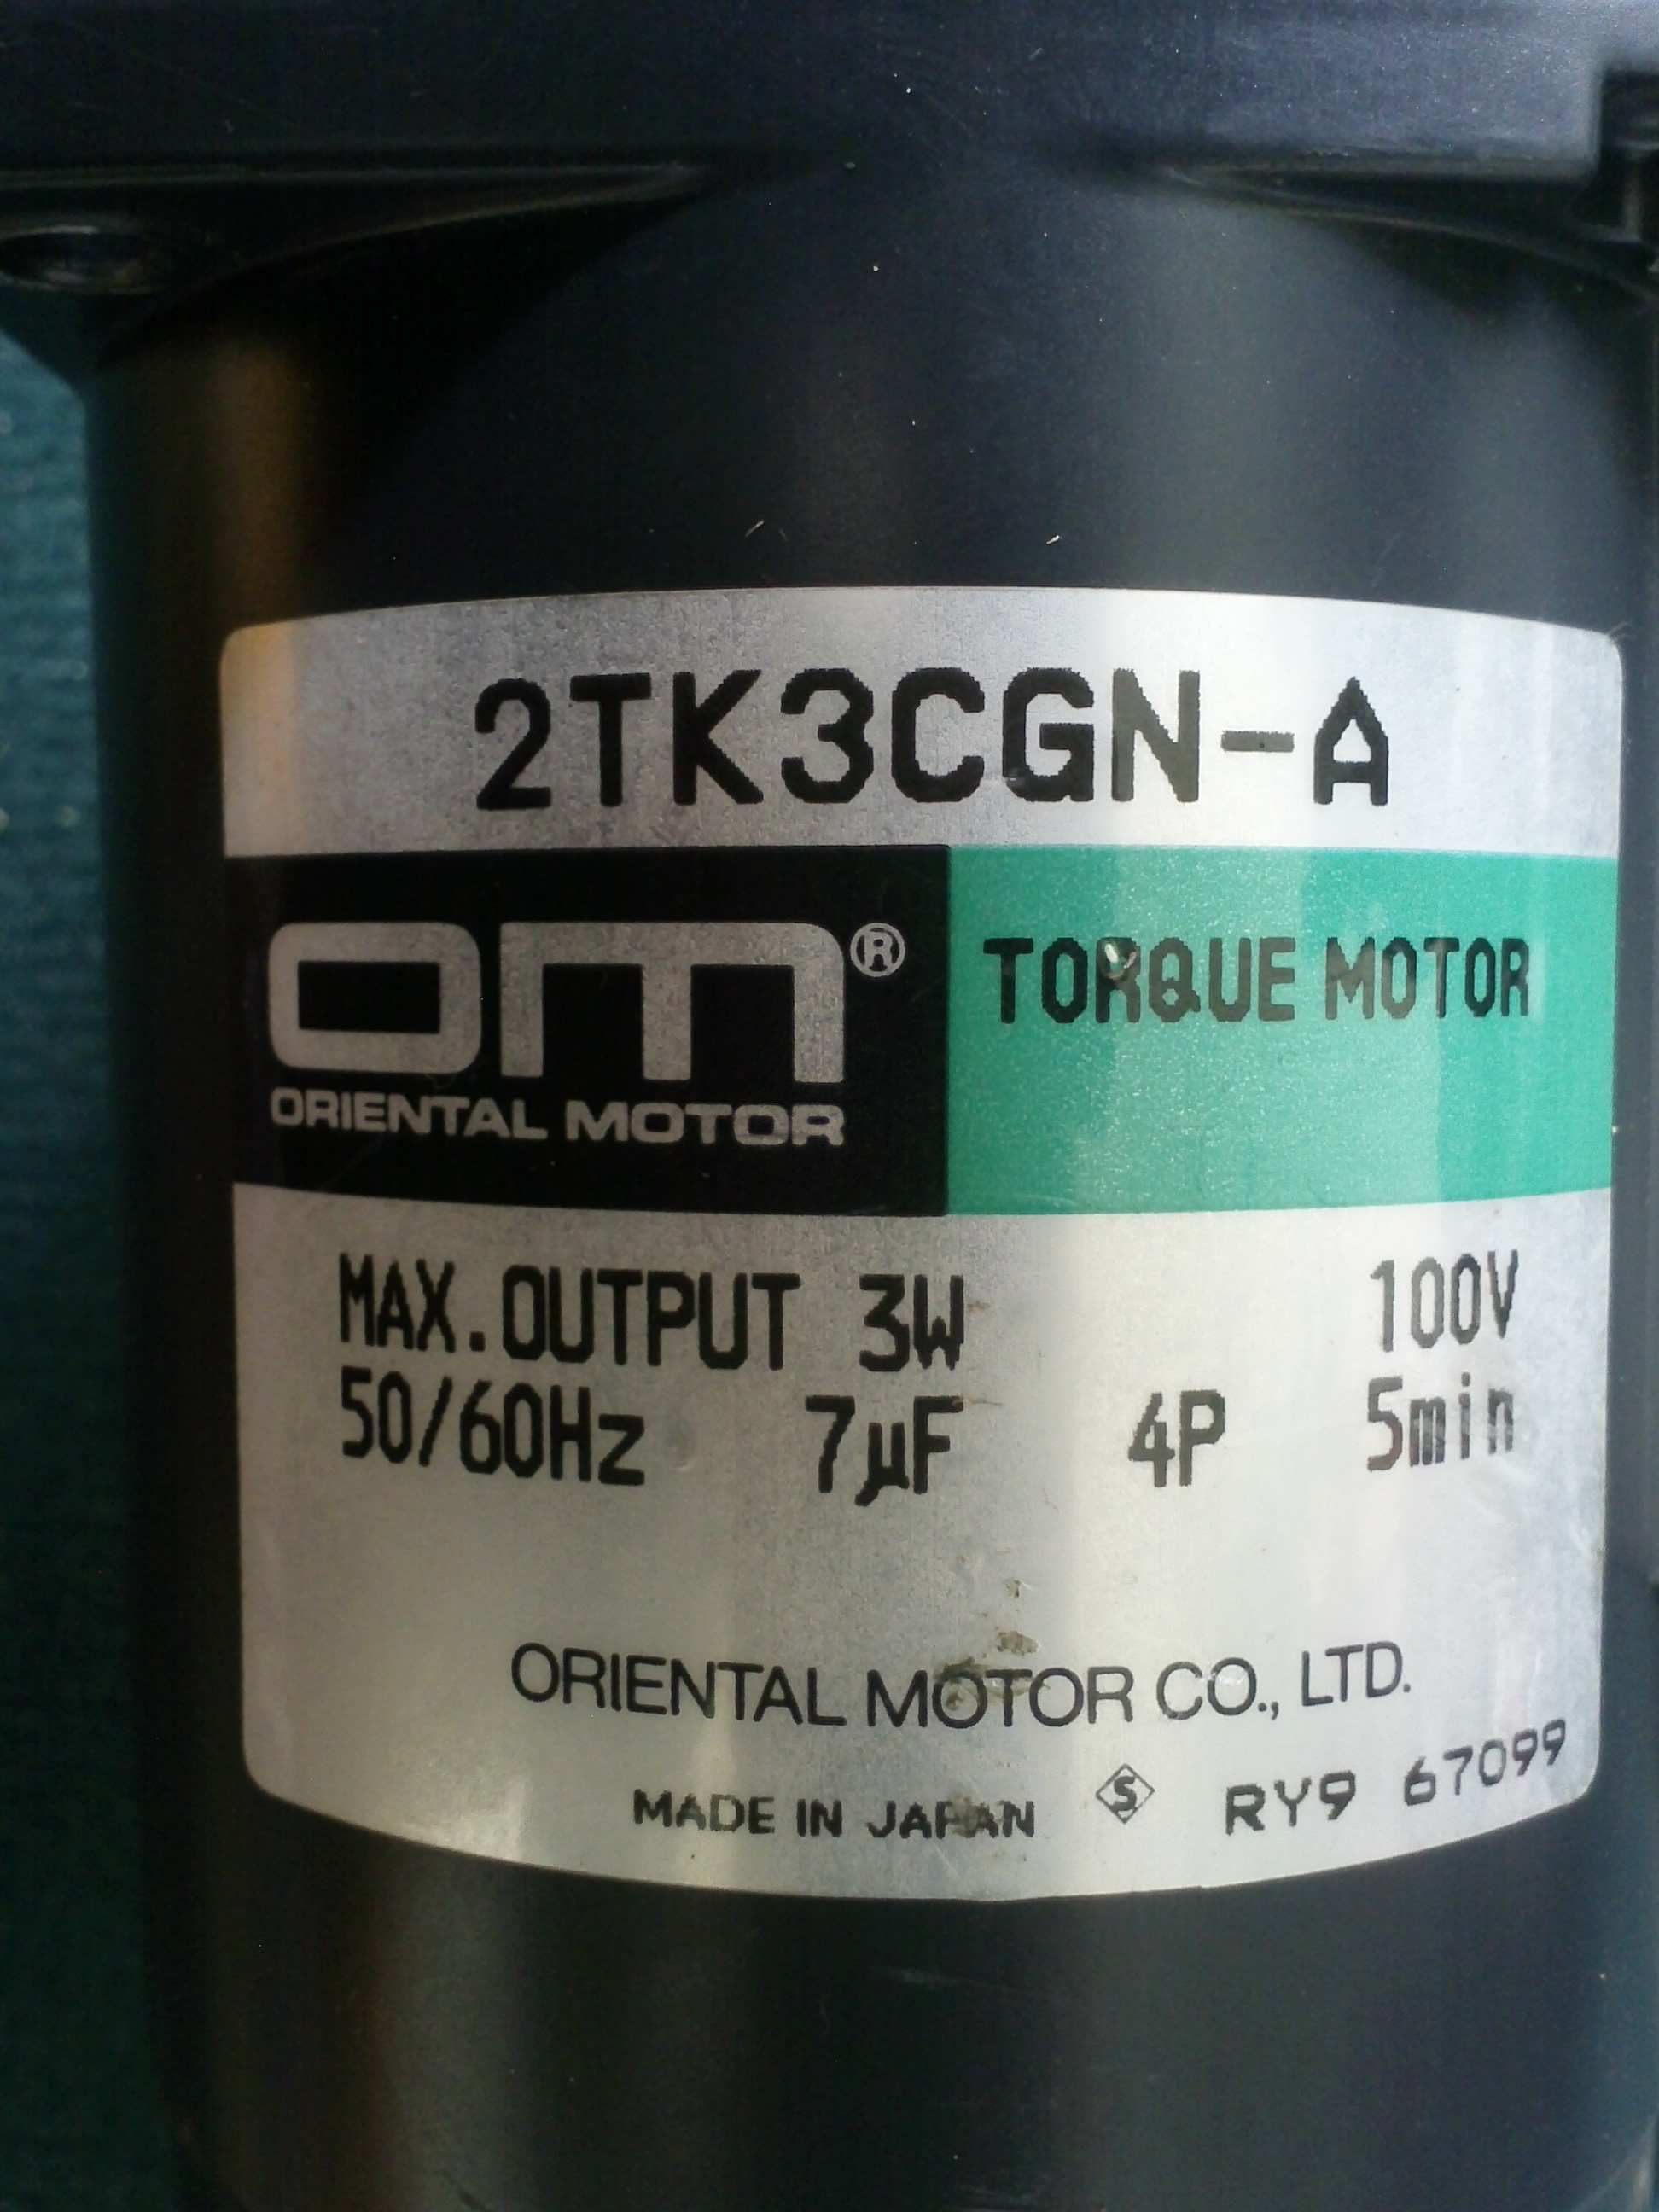 2TK3CGN-A
om® TORQUE MOTOR
ORIENTAL MOTOR
MAX.OUTPUT 3W 100V
50/60Hz 7µF 4P 5min
ORIENTAL MOTOR CO., LTD.
MADE IN JAPAN S RY9 67099